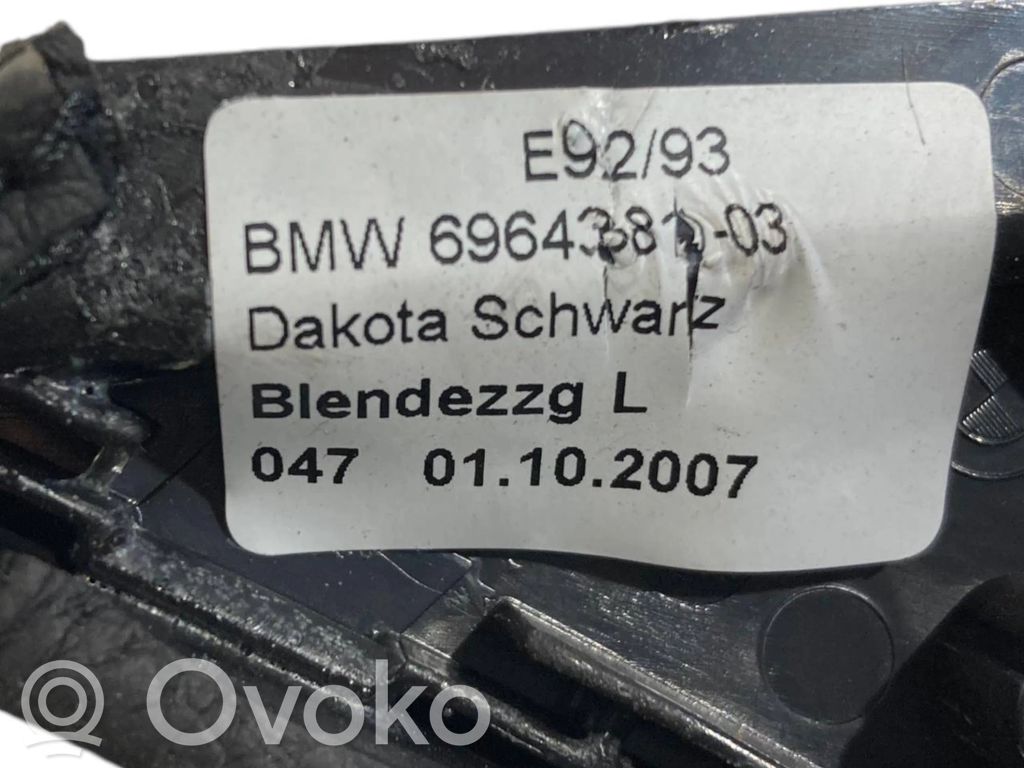 E92/93
BMW
Dakota Schwarz
Blendezzg L
047 01.10.2007
Ovoko